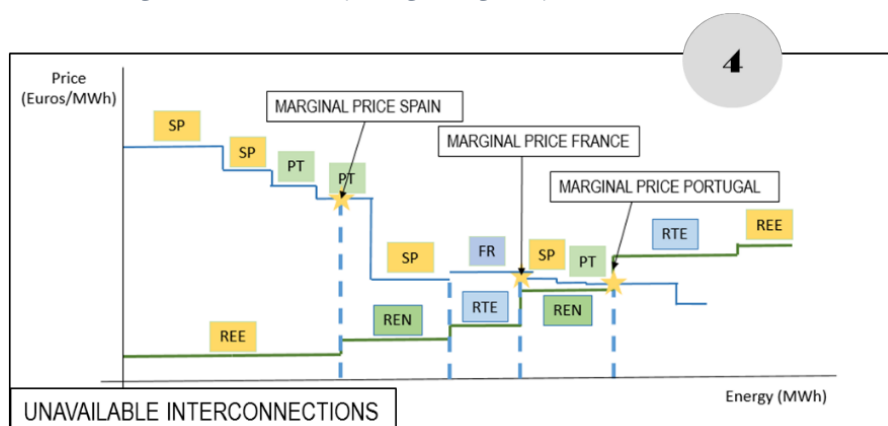 4
Price
(Euros/MWh)
MARGINAL PRICE SPAIN
SP
MARGINAL PRICE FRANCE
SP
PT
PT
MARGINAL PRICE PORTUGAL
REE
RTE
FR
SP
SP
PT
RTE
REN
REN
REE
Energy (MWh)
UNAVAILABLE INTERCONNECTIONS